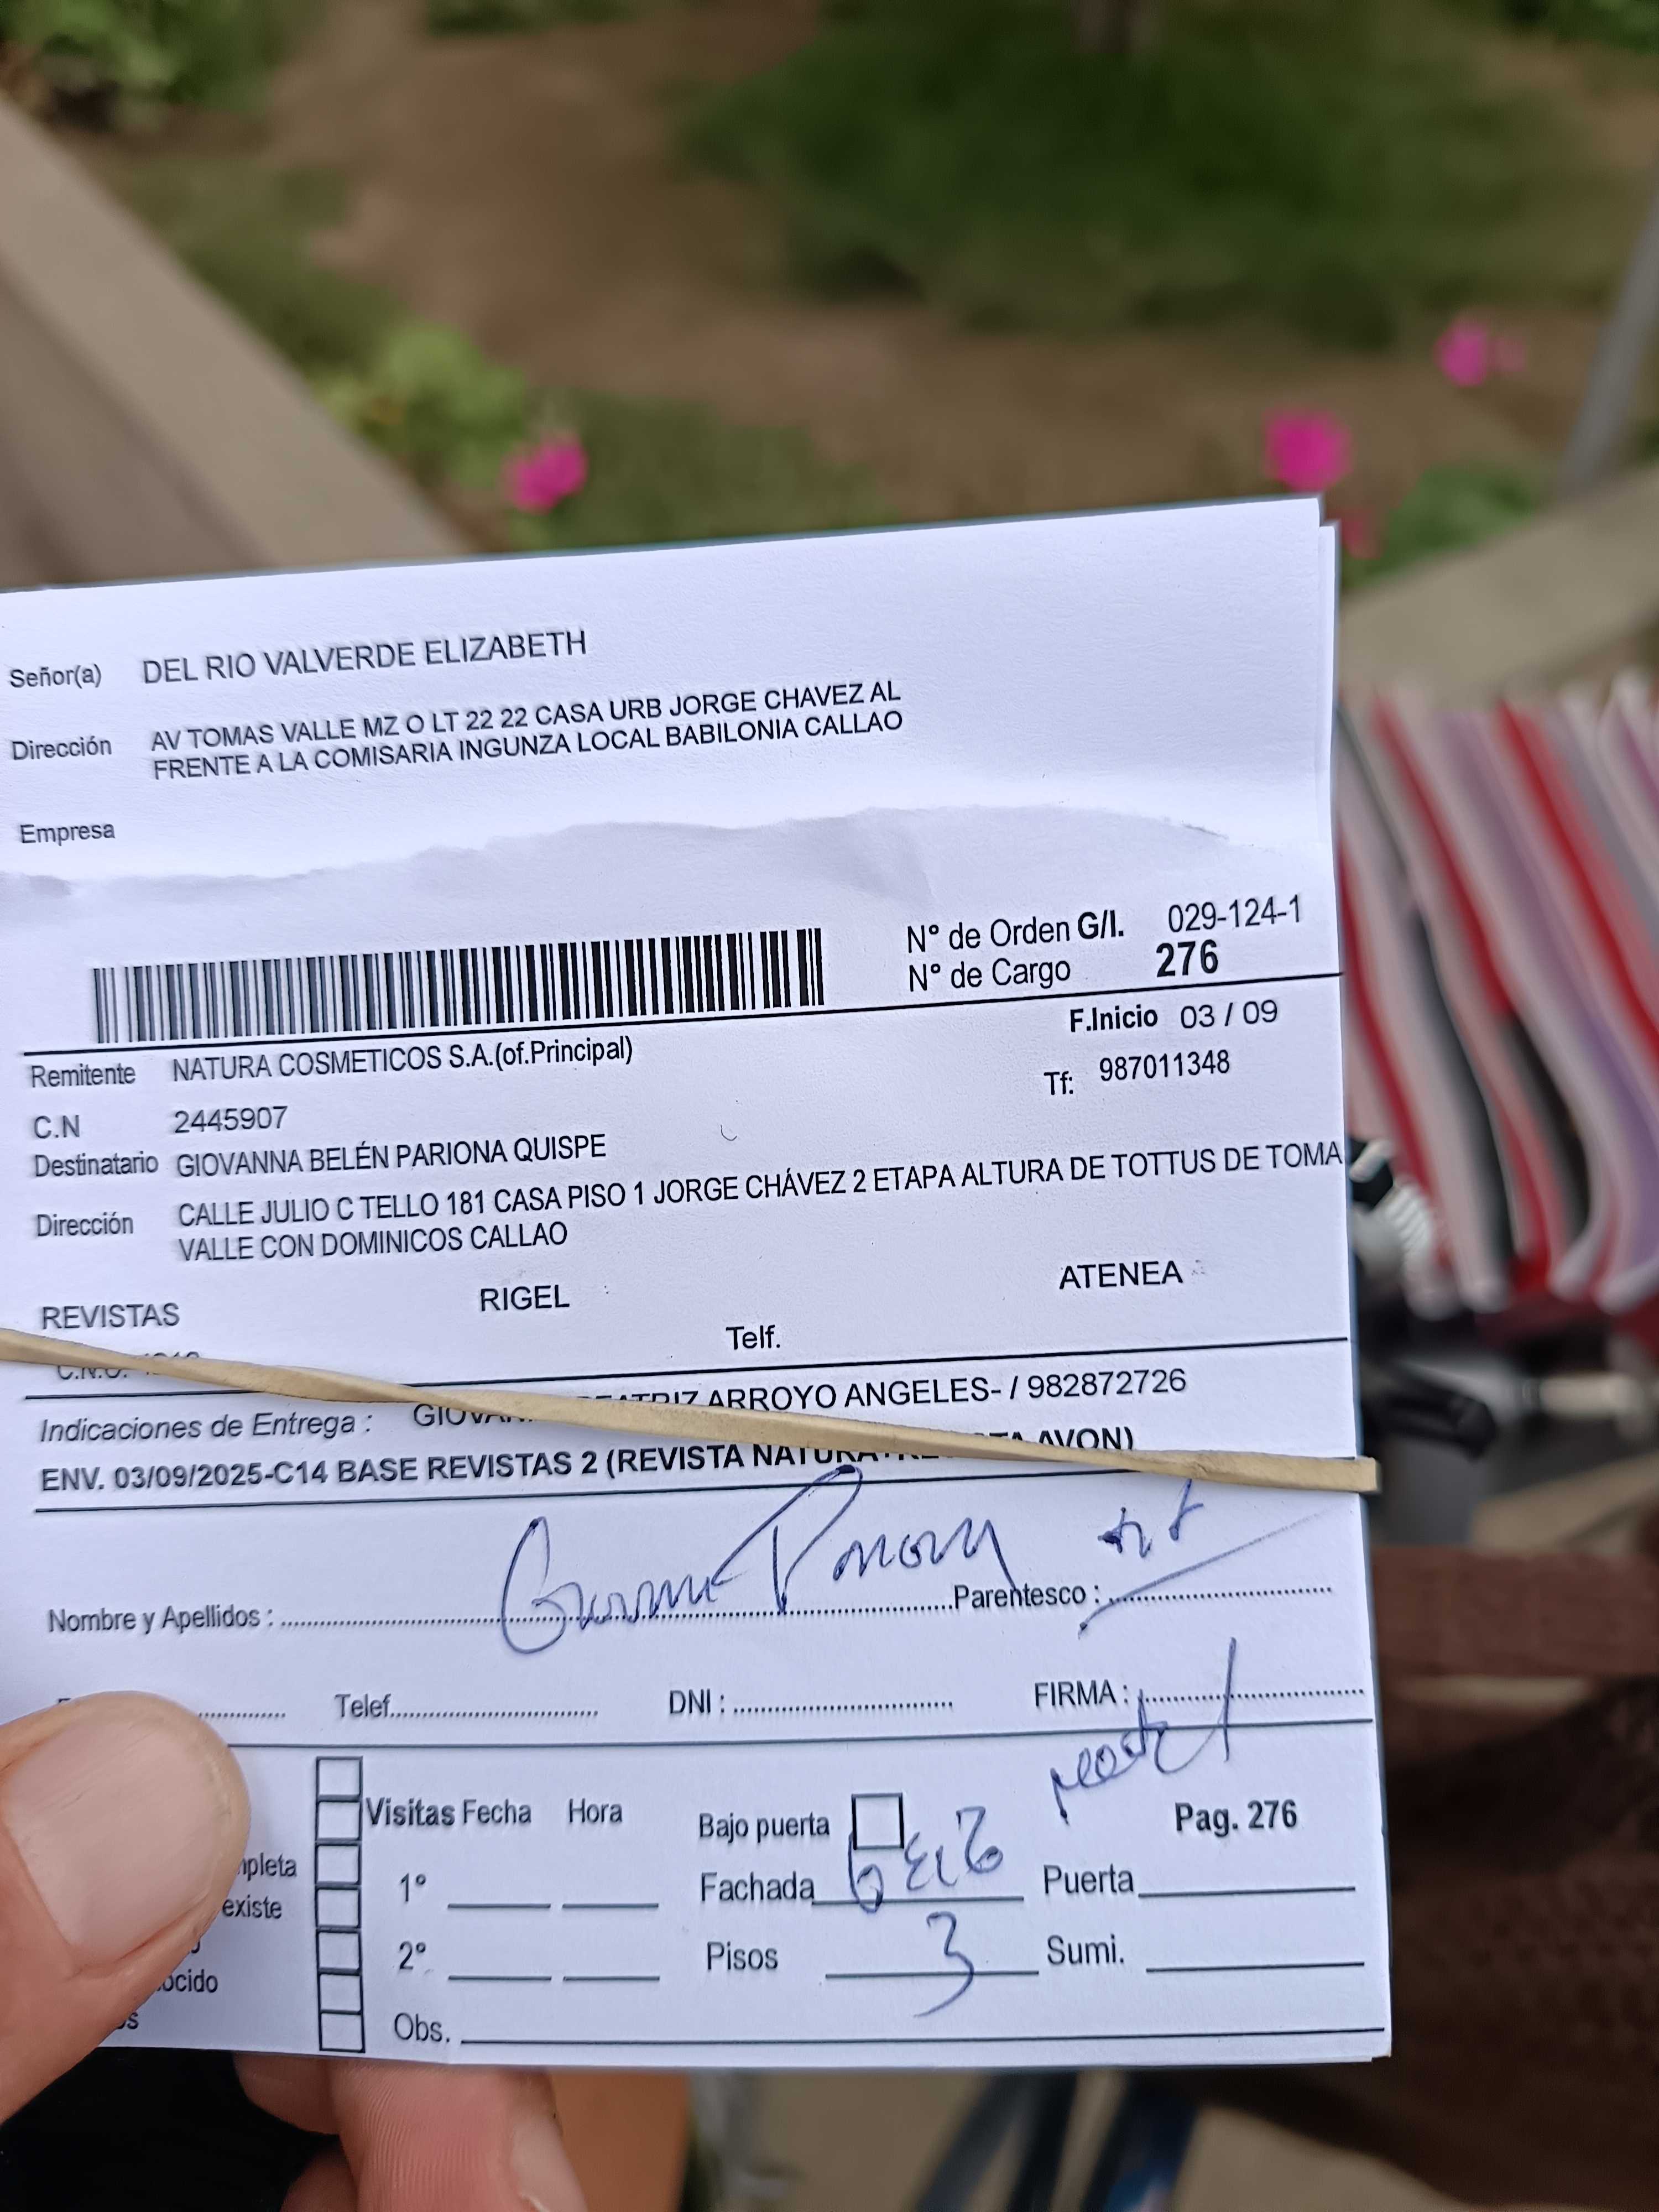 Señor(a) DEL RIO VALVERDE ELIZABETH
Dirección AV TOMAS VALLE MZ O LT 22 22 CASA URB JORGE CHAVEZ AL
FRENTE A LA COMISARIA INGUNZA LOCAL BABILONIA CALLAO
Empresa
N° de Orden G/I. 029-124-1
N° de Cargo 276
F.Inicio 03 / 09
Remitente NATURA COSMETICOS S.A.(of.Principal)
Tf: 987011348
C.N 2445907
Destinatario GIOVANNA BELÉN PARIONA QUISPE
Dirección CALLE JULIO C TELLO 181 CASA PISO 1 JORGE CHÁVEZ 2 ETAPA ALTURA DE TOTTUS DE TOMA
VALLE CON DOMINICOS CALLAO
REVISTAS RIGEL ATENEA
Telf.
Indicaciones de Entrega : ARROYO ANGELES- / 982872726
ENV. 03/09/2025-C14 BASE REVISTAS 2 (REVISTA NATURA AVON)
Nombre y Apellidos : Parentesco :
Telef. DNI : FIRMA :
Visitas Fecha Hora Bajo puerta Pag. 276
1° Fachada Puerta
existe
2° Pisos 3 Sumi.
Obs.